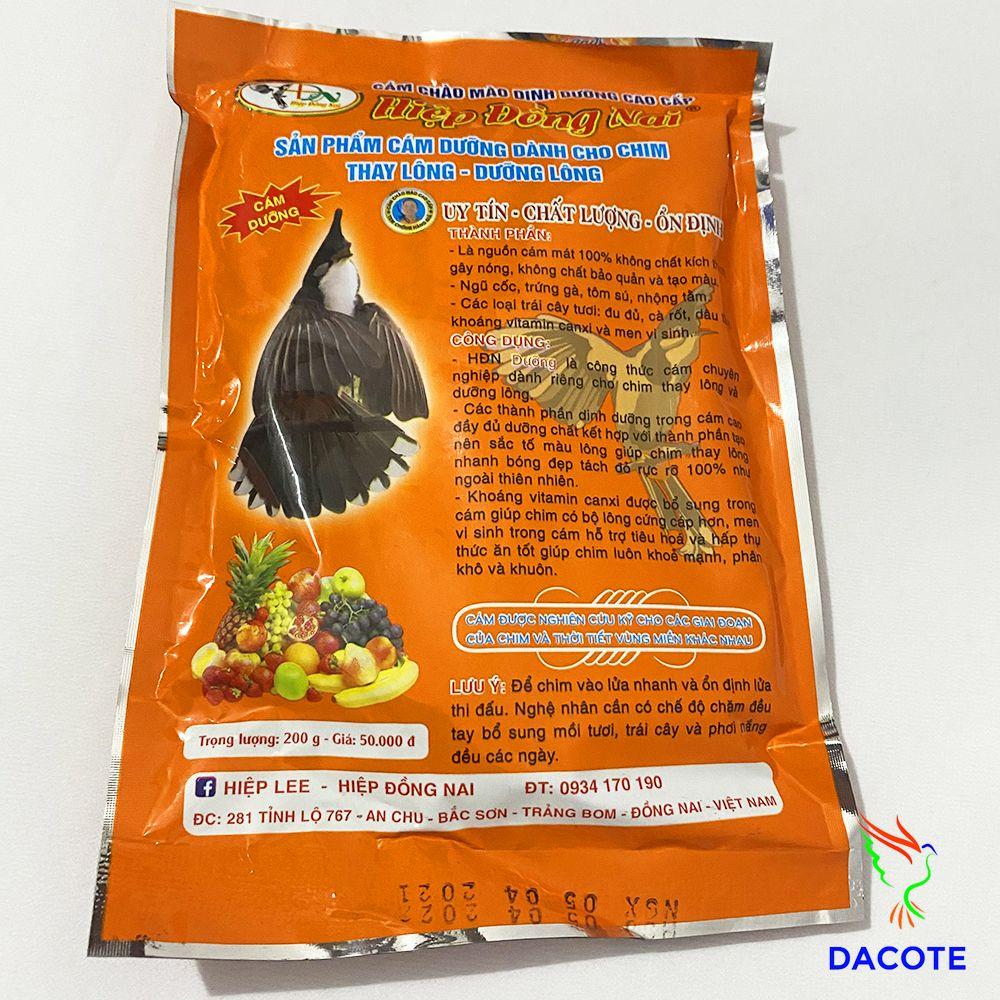 HĐN
Hiệp Đồng Nai
CÁM CHÀO MÀO DINH DƯỠNG CAO CẤP
Hiệp Đồng Nai®
SẢN PHẨM CÁM DƯỠNG DÀNH CHO CHIM
THAY LÔNG - DƯỠNG LÔNG
CÁM
DƯỠNG
UY TÍN - CHẤT LƯỢNG - ỔN ĐỊNH
THÀNH PHẦN:
- Là nguồn cám mát 100% không chất kích
gây nóng, không chất bảo quản và tạo màu.
- Ngũ cốc, trứng gà, tôm sú, nhộng tằm
- Các loại trái cây tươi: đu đủ, cà rốt, dâu
khoáng vitamin canxi và men vi sinh.
CÔNG DỤNG:
- HĐN Dưỡng là công thức cám chuyên
nghiệp dành riêng cho chim thay lông và
dưỡng lông.
- Các thành phần dinh dưỡng trong cám cao
đầy đủ dưỡng chất kết hợp với thành phần tạo
nên sắc tố màu lông giúp chim thay lông
nhanh bóng đẹp tách đỏ rực rỡ 100% như
ngoài thiên nhiên.
- Khoáng vitamin canxi được bổ sung trong
cám giúp chim có bộ lông cứng cáp hơn, men
vi sinh trong cám hỗ trợ tiêu hoá và hấp thụ
thức ăn tốt giúp chim luôn khoẻ mạnh, phân
khô và khuôn.
CÁM ĐƯỢC NGHIÊN CỨU KỸ CHO CÁC GIAI ĐOẠN
CỦA CHIM VÀ THỜI TIẾT VÙNG MIỀN KHÁC NHAU
LƯU Ý: Để chim vào lửa nhanh và ổn định lửa
thi đấu. Nghệ nhân cần có chế độ chăm đều
tay bổ sung mồi tươi, trái cây và phơi nắng
đều các ngày.
Trọng lượng: 200 g - Giá: 50.000 đ
HIỆP LEE - HIỆP ĐỒNG NAI ĐT: 0934 170 190
ĐC: 281 TỈNH LỘ 767 - AN CHU - BẮC SƠN - TRẢNG BOM - ĐỒNG NAI - VIỆT NAM
NSX 05 04 2021
05 04 2022
DACOTE